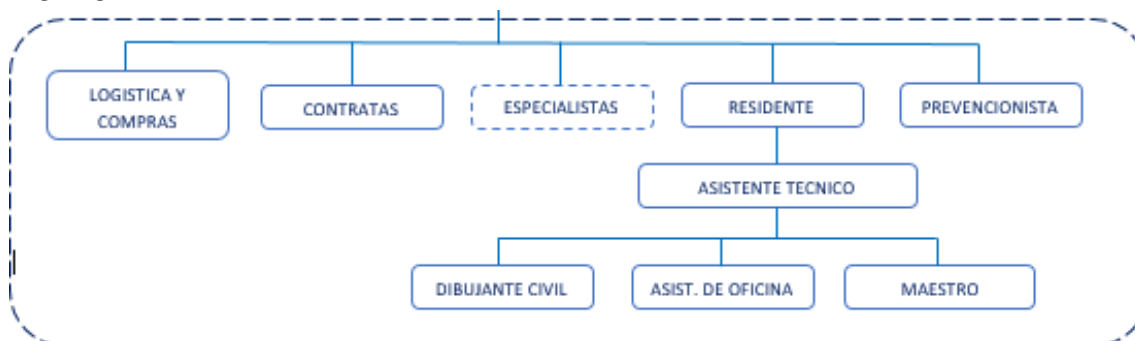 LOGISTICA Y
COMPRAS
CONTRATAS
ESPECIALISTAS
RESIDENTE
PREVENCIONISTA
ASISTENTE TECNICO
DIBUJANTE CIVIL
ASIST. DE OFICINA
MAESTRO